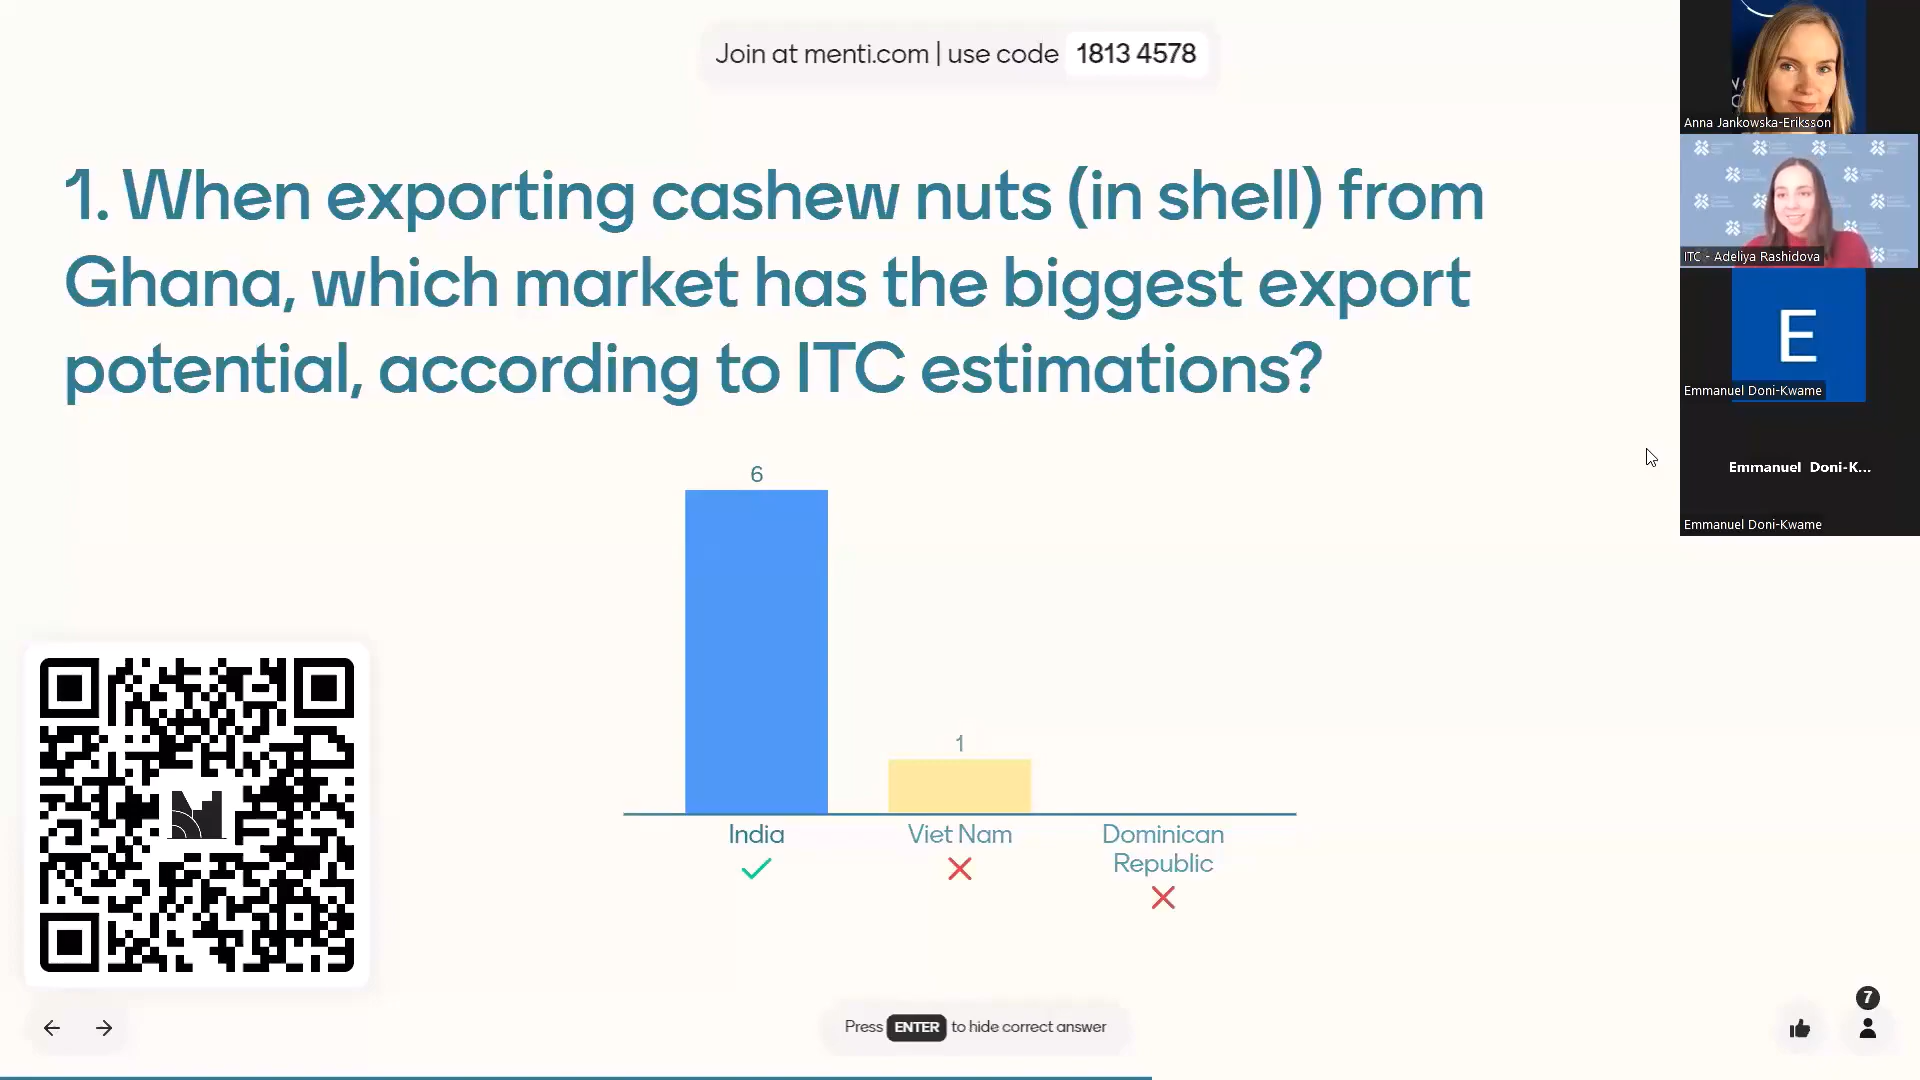 Join at menti.com | use code 1813 4578
1. When exporting cashew nuts (in shell) from
Ghana, which market has the biggest export
potential, according to ITC estimations?
6
1
India
Viet Nam
Dominican
Republic
Press ENTER to hide correct answer
7
Anna Jankowska-Eriksson
ITC - Adeliya Rashidova
E
Emmanuel Doni-Kwame
Emmanuel Doni-K...
Emmanuel Doni-Kwame